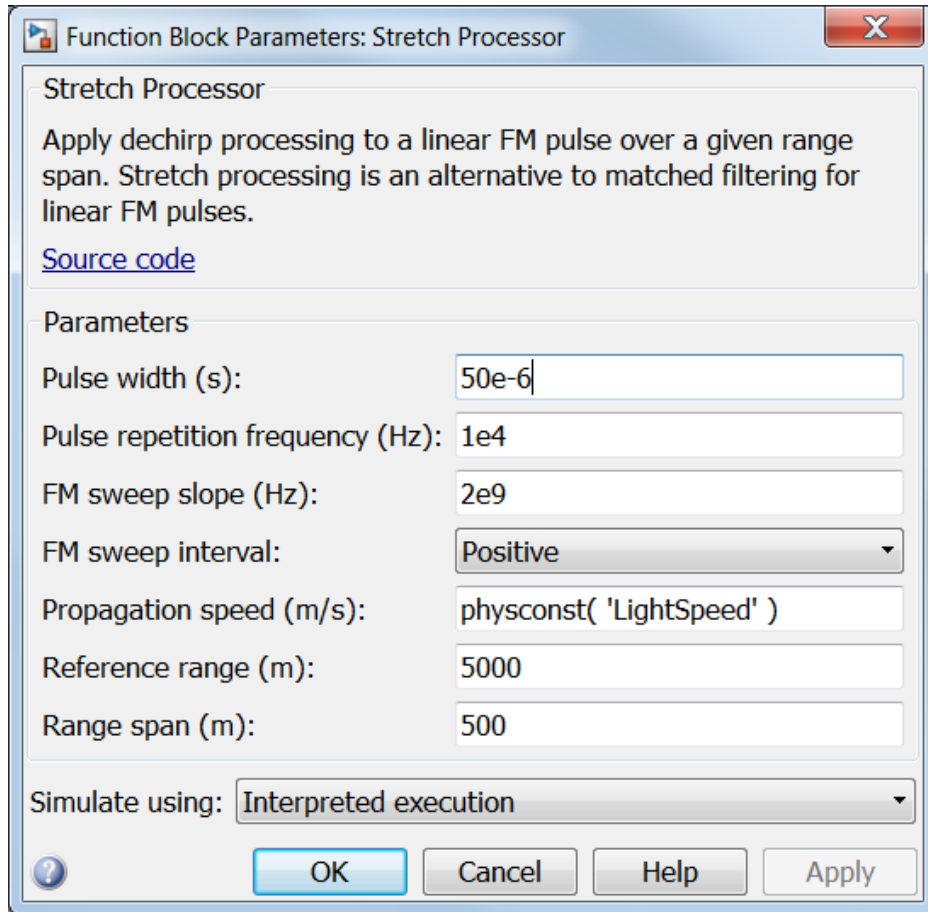 Function Block Parameters: Stretch Processor
Stretch Processor
Apply dechirp processing to a linear FM pulse over a given range
span. Stretch processing is an alternative to matched filtering for
linear FM pulses.
Source code
Parameters
Pulse width (s): 50e-6
Pulse repetition frequency (Hz): 1e4
FM sweep slope (Hz): 2e9
FM sweep interval: Positive
Propagation speed (m/s): physconst( 'LightSpeed' )
Reference range (m): 5000
Range span (m): 500
Simulate using: Interpreted execution
OK Cancel Help Apply